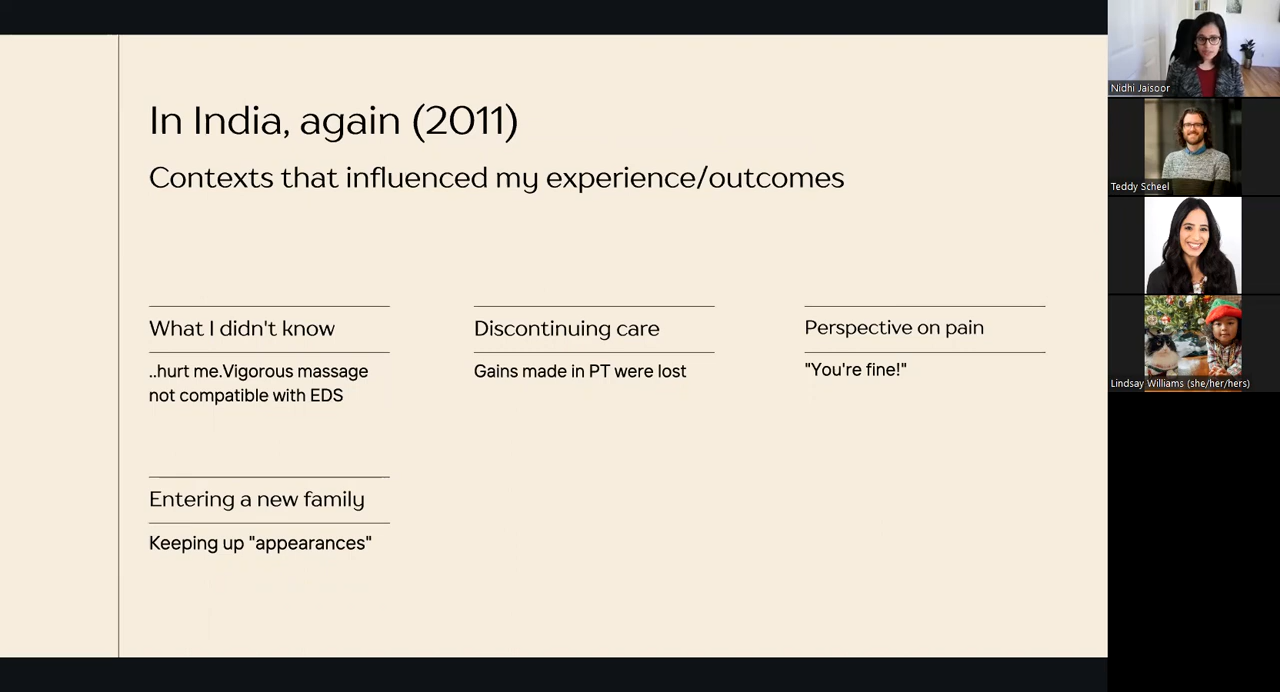 In India, again (2011)
Contexts that influenced my experience/outcomes
What I didn't know
..hurt me.Vigorous massage
not compatible with EDS
Discontinuing care
Gains made in PT were lost
Perspective on pain
"You're fine!"
Entering a new family
Keeping up "appearances"
Nidhi Jaisoor
Teddy Scheel
Lindsay Williams (she/her/hers)